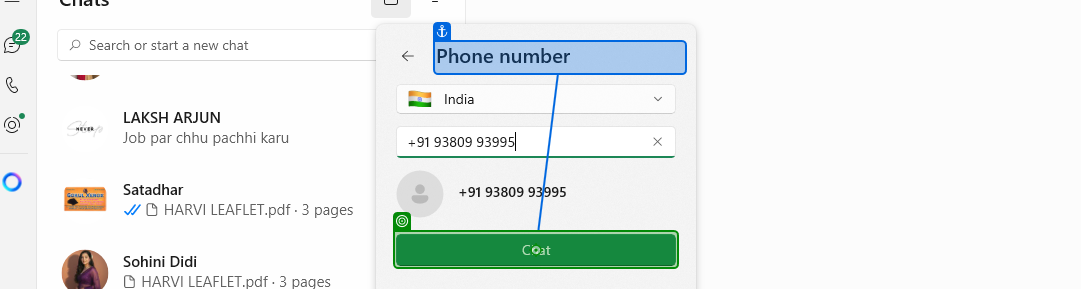 Chats
22
Search or start a new chat
LAKSH ARJUN
Job par chhu pachhi karu
Satadhar
HARVI LEAFLET.pdf · 3 pages
Sohini Didi
HARVI LEAFLET.pdf · 3 pages
Phone number
India
+91 93809 93995
+91 93809 93995
Chat